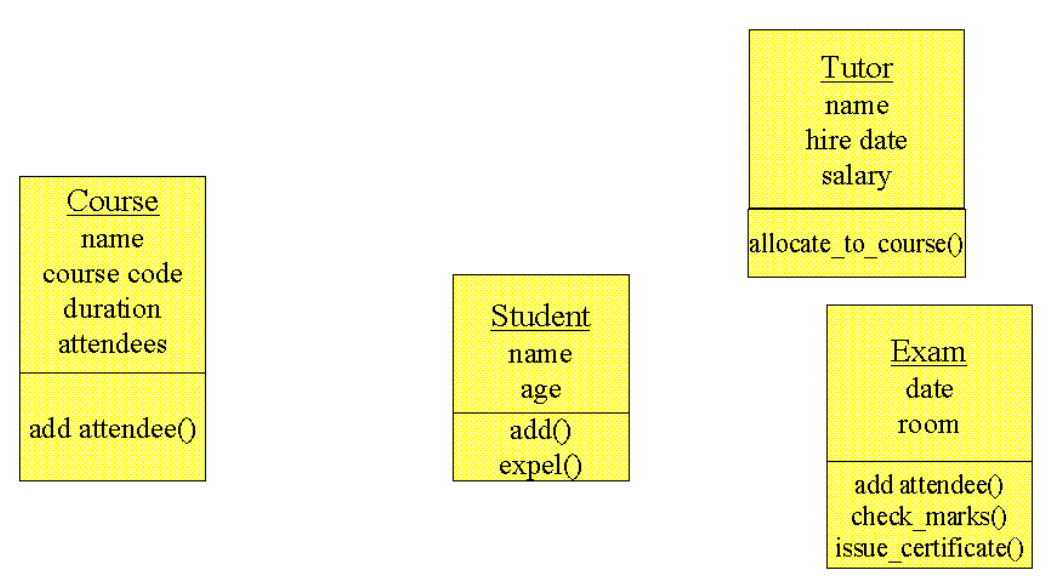 Tutor
name
hire date
salary
allocate_to_course()
Course
name
course code
duration
attendees
add attendee()
Student
name
age
add()
expel()
Exam
date
room
add attendee()
check_marks()
issue_certificate()